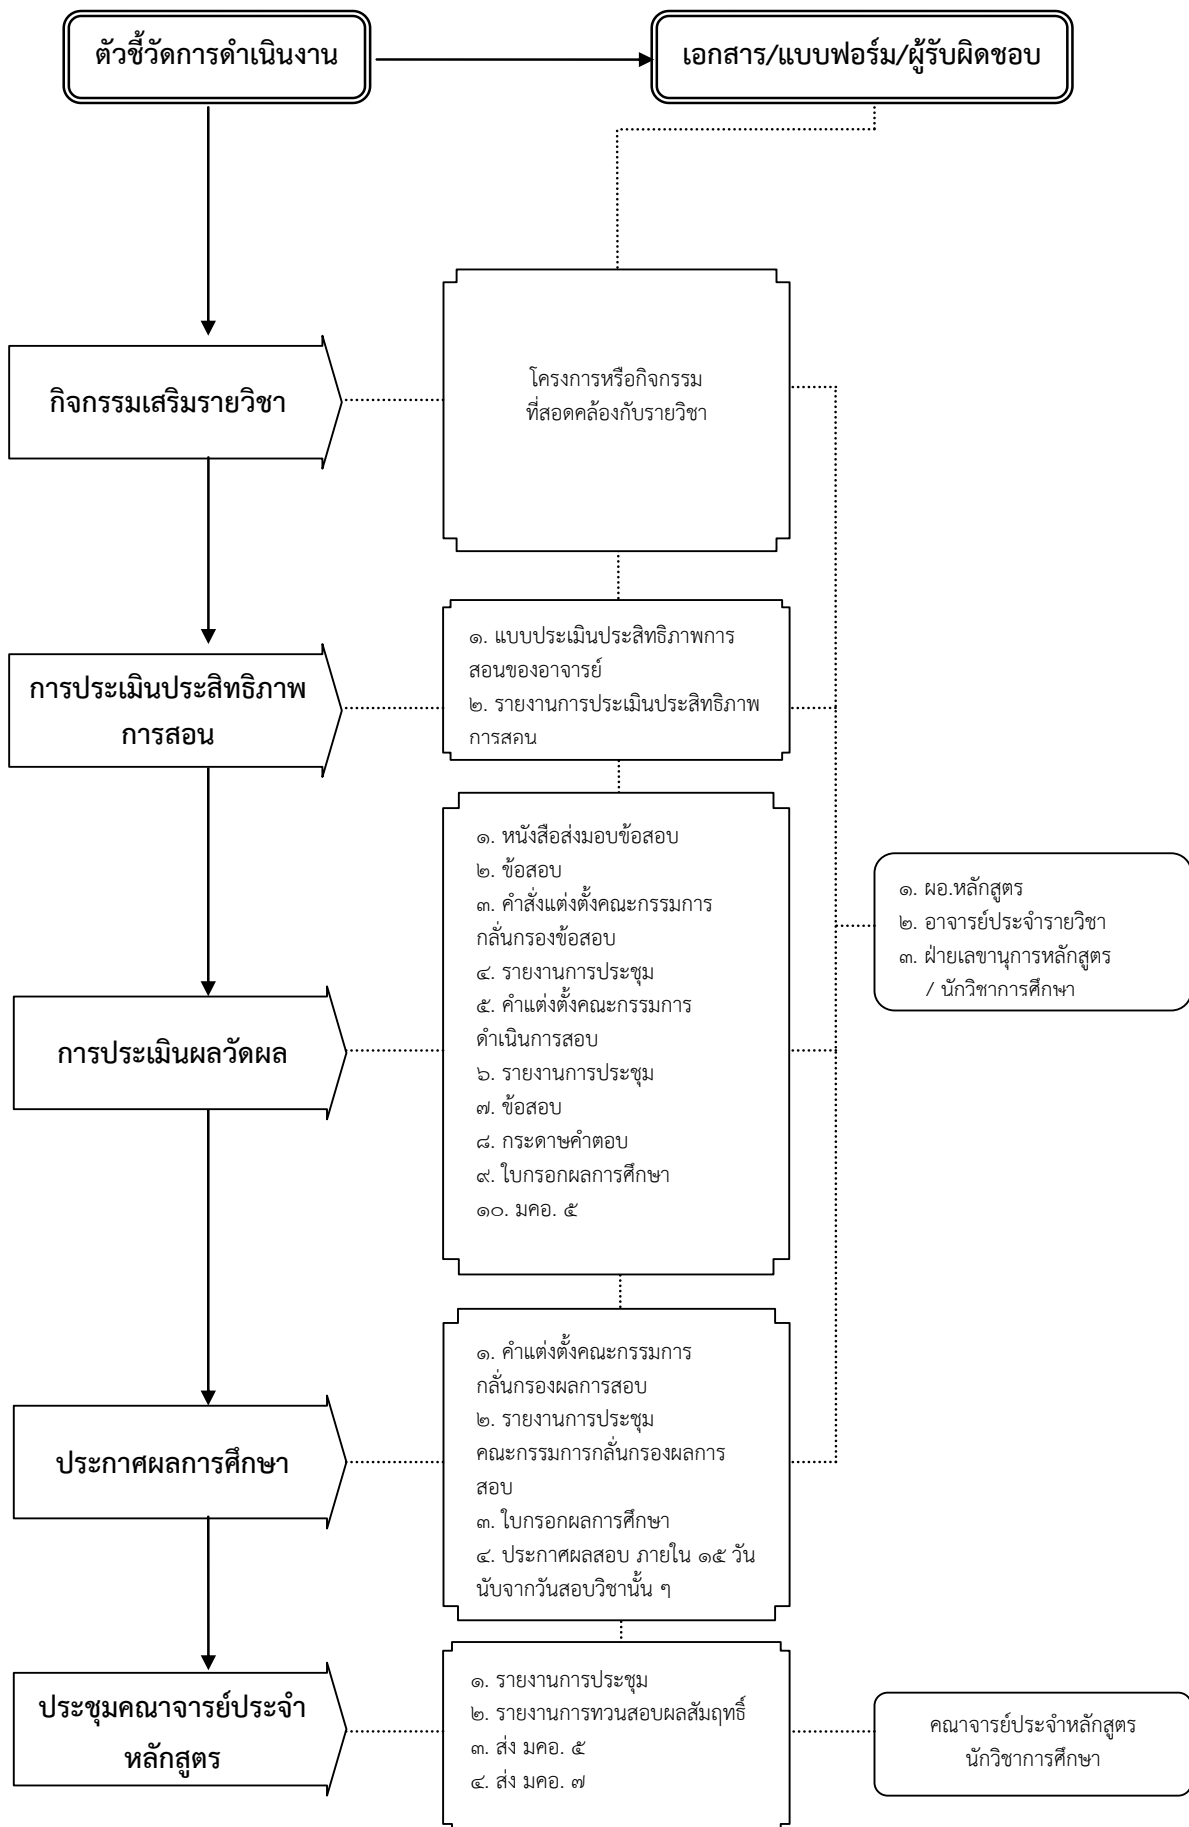 ตัวชี้วัดการดำเนินงาน
เอกสาร/แบบฟอร์ม/ผู้รับผิดชอบ
กิจกรรมเสริมรายวิชา
โครงการหรือกิจกรรม
ที่สอดคล้องกับรายวิชา
การประเมินประสิทธิภาพ
การสอน
๑. แบบประเมินประสิทธิภาพการ
สอนของอาจารย์
๒. รายงานการประเมินประสิทธิภาพ
การสอน
การประเมินผลวัดผล
๑. หนังสือส่งมอบข้อสอบ
๒. ข้อสอบ
๓. คำสั่งแต่งตั้งคณะกรรมการ
กลั่นกรองข้อสอบ
๔. รายงานการประชุม
๕. คำแต่งตั้งคณะกรรมการ
ดำเนินการสอบ
๖. รายงานการประชุม
๗. ข้อสอบ
๘. กระดาษคำตอบ
๙. ใบกรอกผลการศึกษา
๑๐. มคอ. ๕
๑. ผอ.หลักสูตร
๒. อาจารย์ประจำรายวิชา
๓. ฝ่ายเลขานุการหลักสูตร
/ นักวิชาการศึกษา
ประกาศผลการศึกษา
๑. คำแต่งตั้งคณะกรรมการ
กลั่นกรองผลการสอบ
๒. รายงานการประชุม
คณะกรรมการกลั่นกรองผลการ
สอบ
๓. ใบกรอกผลการศึกษา
๔. ประกาศผลสอบ ภายใน ๑๕ วัน
นับจากวันสอบวิชานั้น ๆ
ประชุมคณาจารย์ประจำ
หลักสูตร
๑. รายงานการประชุม
๒. รายงานการทวนสอบผลสัมฤทธิ์
๓. ส่ง มคอ. ๕
๔. ส่ง มคอ. ๗
คณาจารย์ประจำหลักสูตร
นักวิชาการศึกษา